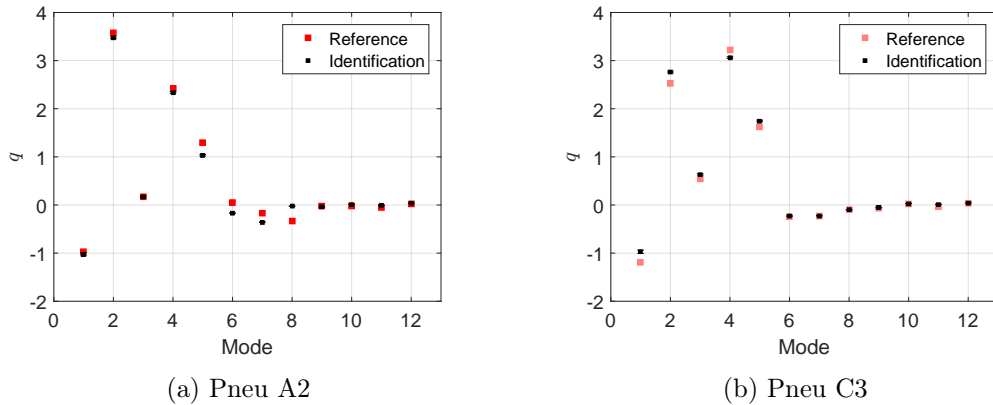 4
3
2
1
0
-1
-2
q
0 2 4 6 8 10 12
Mode
Reference
Identification
(a) Pneu A2
4
3
2
1
0
-1
-2
q
0 2 4 6 8 10 12
Mode
Reference
Identification
(b) Pneu C3